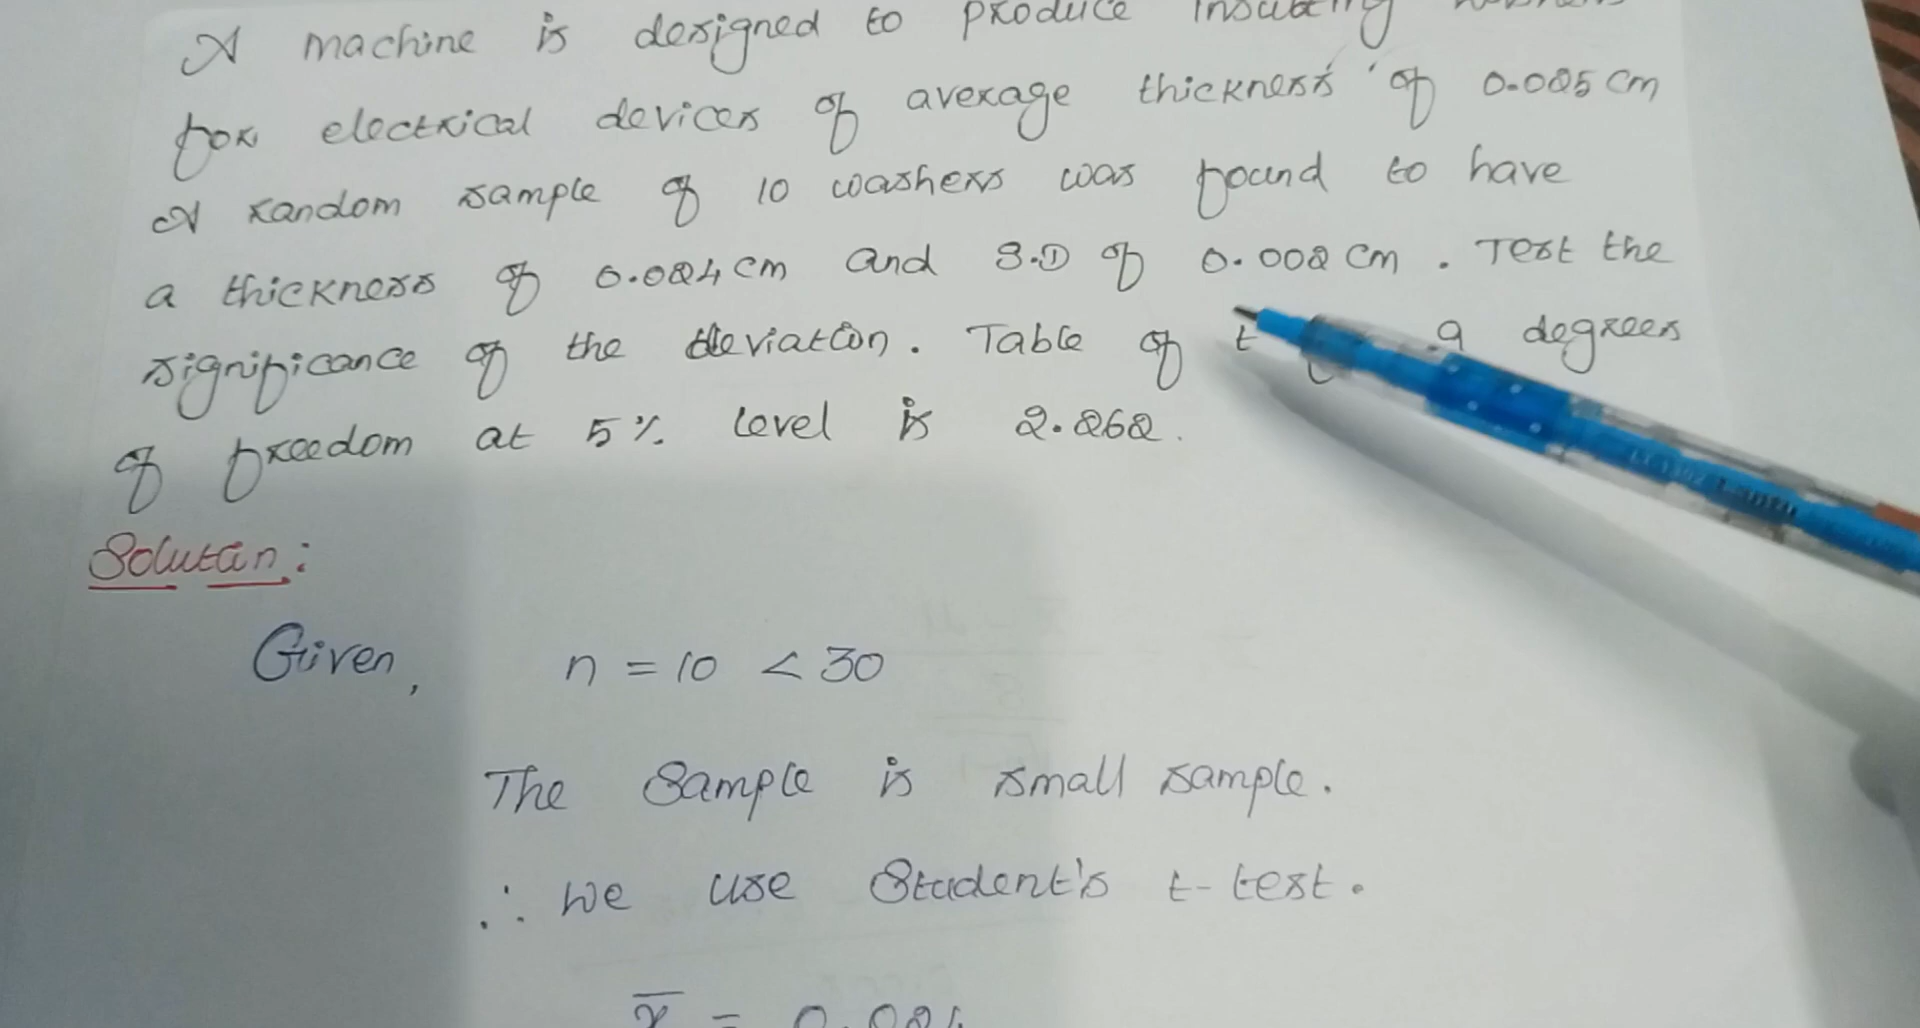 A machine is designed to produce insulating
for electrical devices of average thickness of 0.025 cm
A random sample of 10 washers was found to have
a thickness of 0.024 cm and S.D of 0.002 cm. Test the
significance of the deviation. Table of t 9 degrees
of freedom at 5% level is 2.262.
Solution:
Given, n = 10 < 30
The Sample is small sample.
∴ we use Student's t-test.
x̄ = 0.024